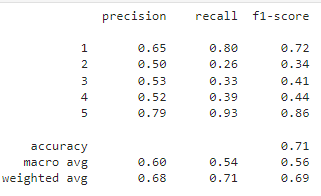 precision recall f1-score
1 0.65 0.80 0.72
2 0.50 0.26 0.34
3 0.53 0.33 0.41
4 0.52 0.39 0.44
5 0.79 0.93 0.86
accuracy 0.71
macro avg 0.60 0.54 0.56
weighted avg 0.68 0.71 0.69